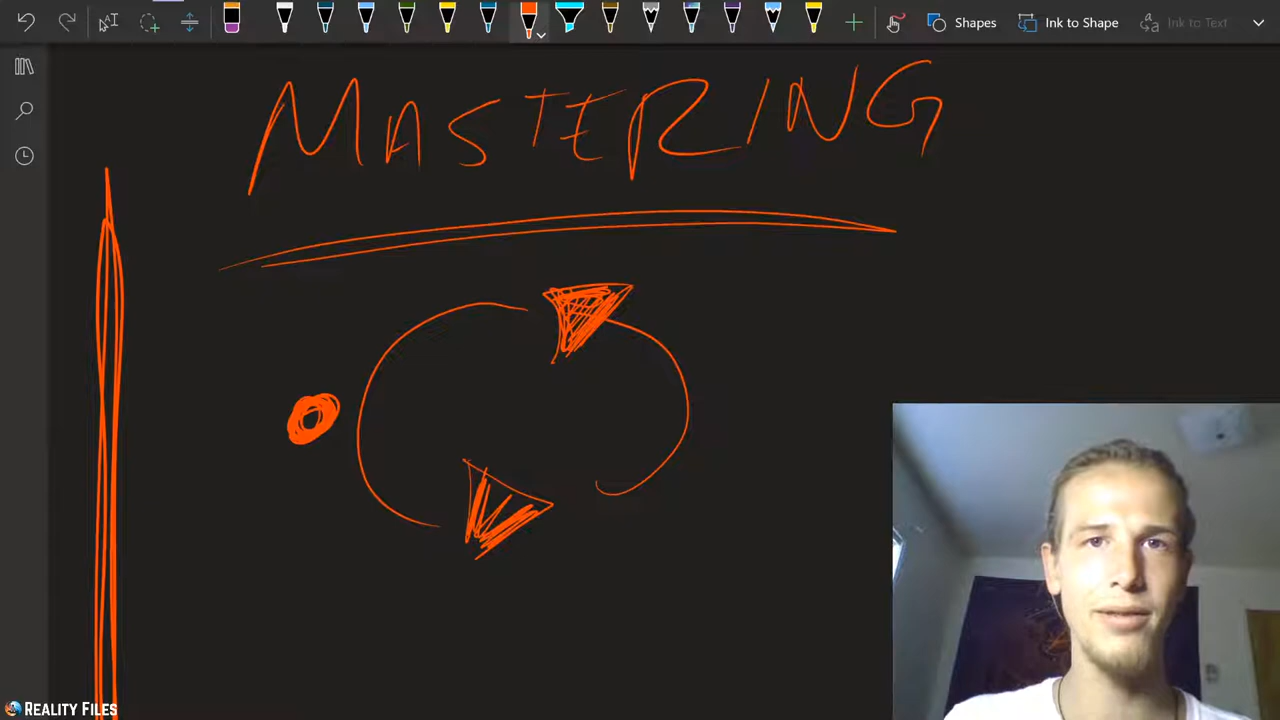 Shapes
Ink to Shape
Ink to Text
MASTERING
REALITY FILES